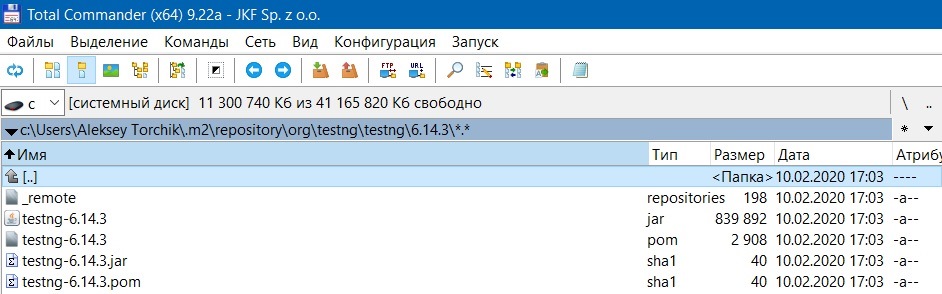 Total Commander (x64) 9.22a - JKF Sp. z o.o.
Файлы Выделение Команды Сеть Вид Конфигурация Запуск
FTP URL
c [системный диск] 11 300 740 Кб из 41 165 820 Кб свободно \ ..
c:\Users\Aleksey Torchik\.m2\repository\org\testng\testng\6.14.3\*.* *
Имя Тип Размер Дата Атрибу
[..] <Папка> 10.02.2020 17:03 ----
_remote repositories 198 10.02.2020 17:03 -a--
testng-6.14.3 jar 839 892 10.02.2020 17:03 -a--
testng-6.14.3 pom 2 908 10.02.2020 17:03 -a--
testng-6.14.3.jar sha1 40 10.02.2020 17:03 -a--
testng-6.14.3.pom sha1 40 10.02.2020 17:03 -a--